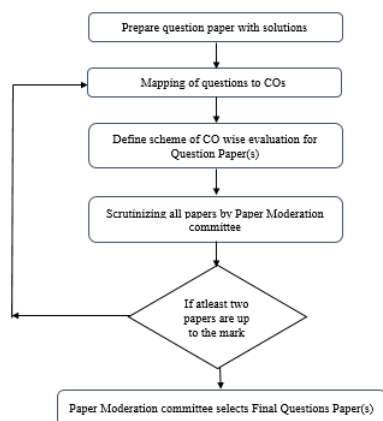 Prepare question paper with solutions
Mapping of questions to COs
Define scheme of CO wise evaluation for
Question Paper(s)
Scrutinizing all papers by Paper Moderation
committee
If atleast two
papers are up
to the mark
Paper Moderation committee selects Final Questions Paper(s)